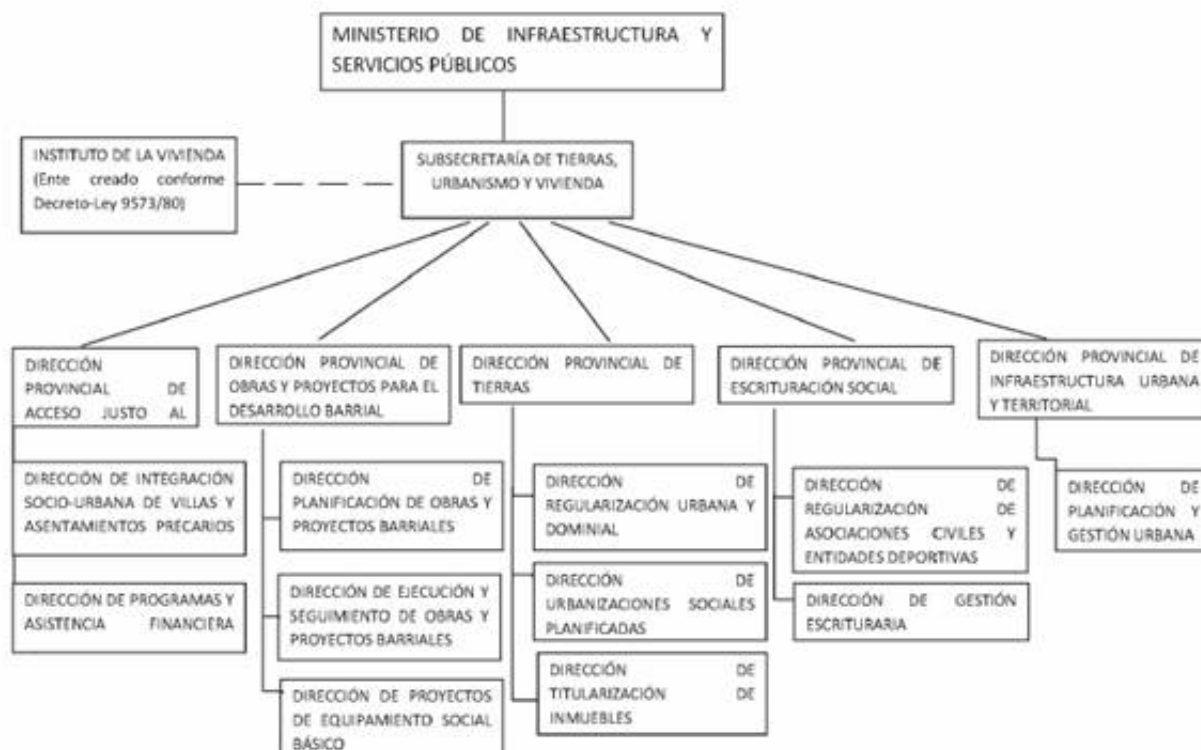 MINISTERIO DE INFRAESTRUCTURA Y
SERVICIOS PÚBLICOS
INSTITUTO DE LA VIVIENDA
(Ente creado conforme
Decreto-Ley 9573/80)
SUBSECRETARÍA DE TIERRAS,
URBANISMO Y VIVIENDA
DIRECCIÓN
PROVINCIAL DE
ACCESO JUSTO AL
DIRECCIÓN DE INTEGRACIÓN
SOCIO-URBANA DE VILLAS Y
ASENTAMIENTOS PRECARIOS
DIRECCIÓN DE PROGRAMAS Y
ASISTENCIA FINANCIERA
DIRECCIÓN PROVINCIAL DE
OBRAS Y PROYECTOS PARA EL
DESARROLLO BARRIAL
DIRECCIÓN DE
PLANIFICACIÓN DE OBRAS Y
PROYECTOS BARRIALES
DIRECCIÓN DE EJECUCIÓN Y
SEGUIMIENTO DE OBRAS Y
PROYECTOS BARRIALES
DIRECCIÓN DE PROYECTOS
DE EQUIPAMIENTO SOCIAL
BÁSICO
DIRECCIÓN PROVINCIAL DE
TIERRAS
DIRECCIÓN DE
REGULARIZACIÓN URBANA Y
DOMINIAL
DIRECCIÓN DE
URBANIZACIONES SOCIALES
PLANIFICADAS
DIRECCIÓN DE
TITULARIZACIÓN DE
INMUEBLES
DIRECCIÓN PROVINCIAL DE
ESCRITURACIÓN SOCIAL
DIRECCIÓN DE
REGULARIZACIÓN DE
ASOCIACIONES CIVILES Y
ENTIDADES DEPORTIVAS
DIRECCIÓN DE GESTIÓN
ESCRITURARIA
DIRECCIÓN PROVINCIAL DE
INFRAESTRUCTURA URBANA
Y TERRITORIAL
DIRECCIÓN DE
PLANIFICACIÓN Y
GESTIÓN URBANA